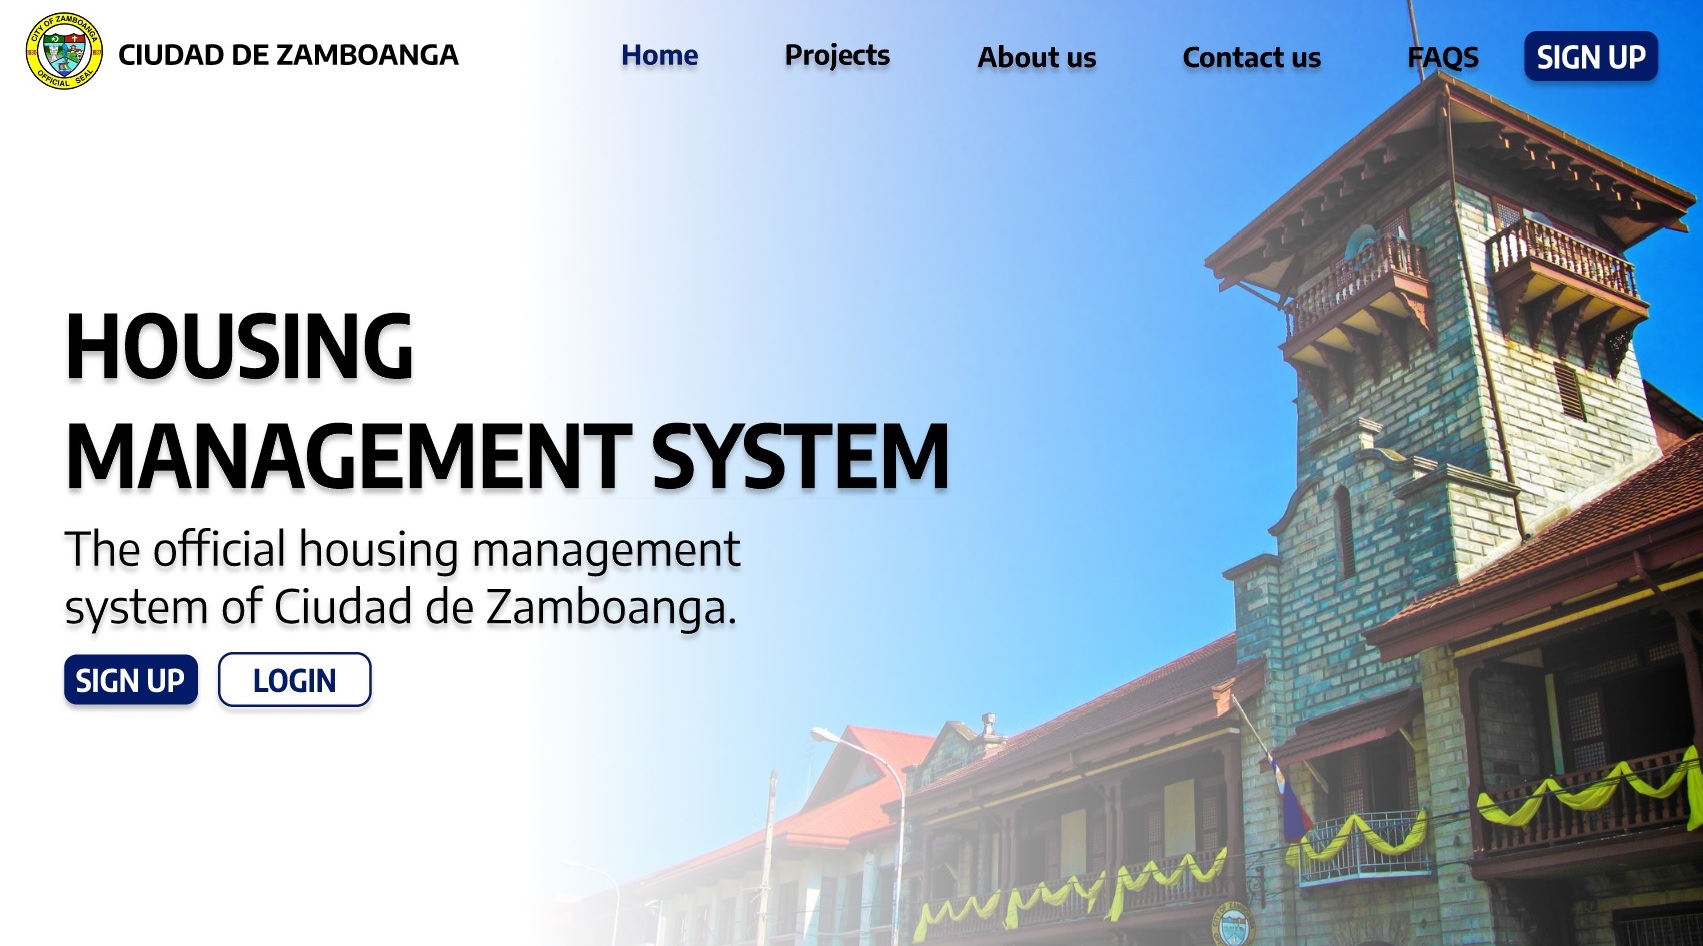 CITY OF ZAMBOANGA
OFFICIAL SEAL
CIUDAD DE ZAMBOANGA
Home
Projects
About us
Contact us
FAQS
SIGN UP
HOUSING
MANAGEMENT SYSTEM
The official housing management
system of Ciudad de Zamboanga.
SIGN UP
LOGIN